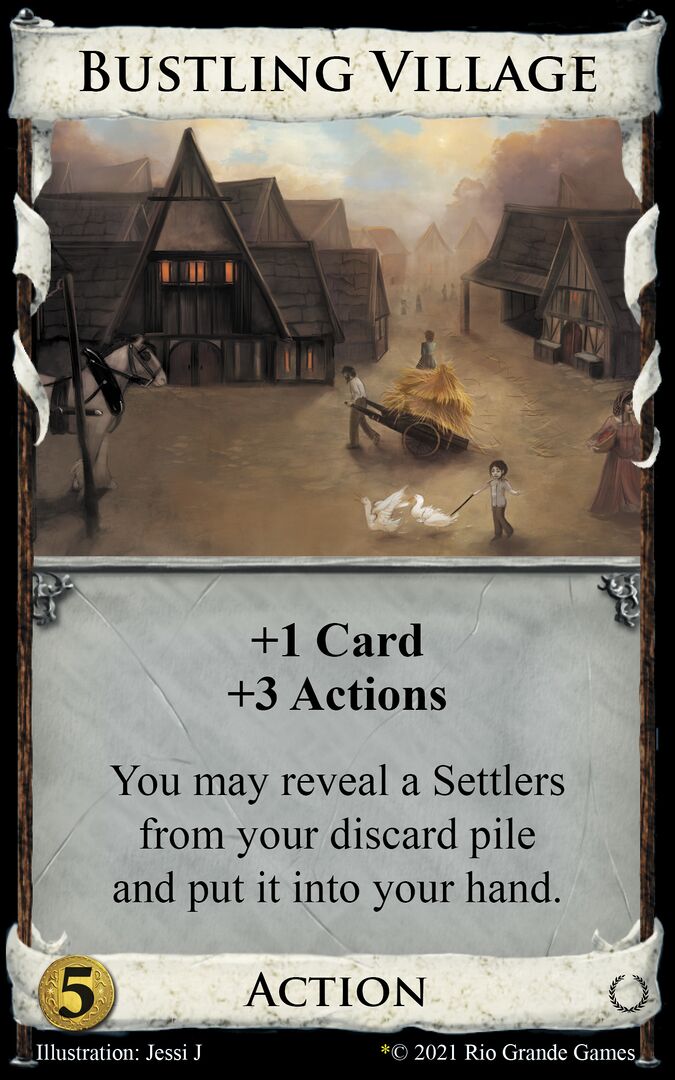 BUSTLING VILLAGE
+1 Card
+3 Actions
You may reveal a Settlers
from your discard pile
and put it into your hand.
5
ACTION
Illustration: Jessi J
*© 2021 Rio Grande Games